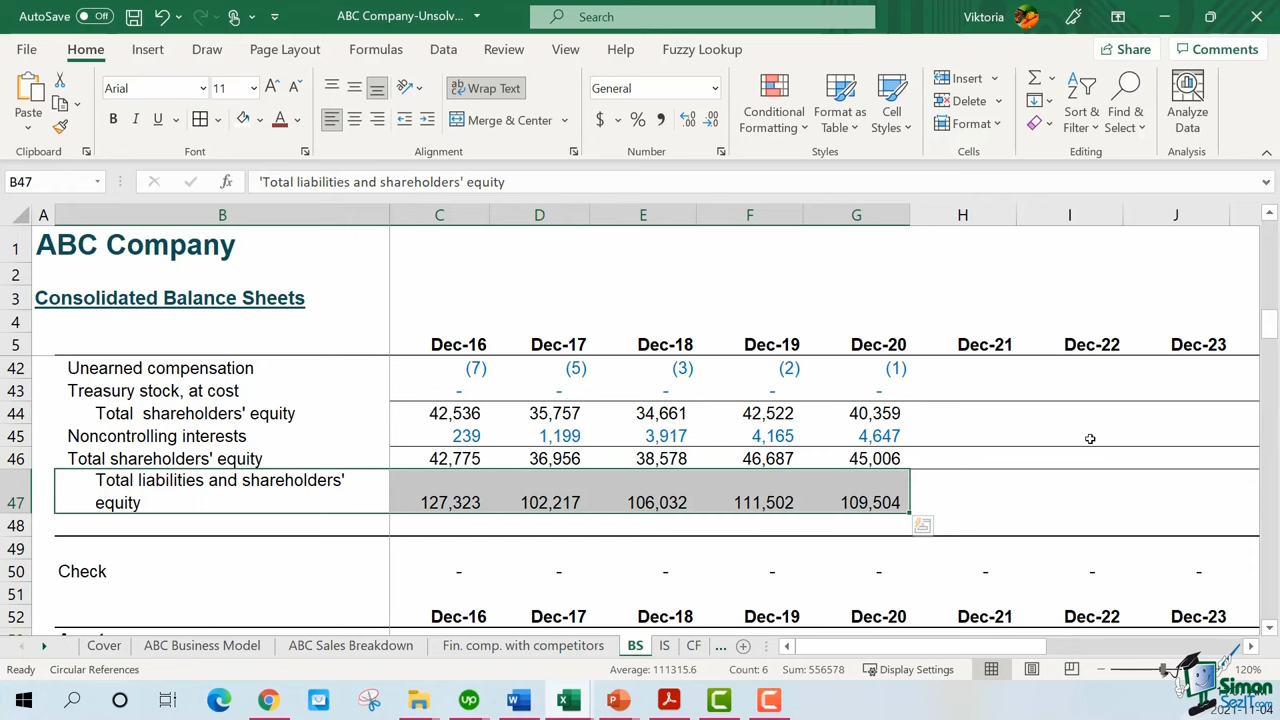 AutoSave Off ABC Company-Unsolv... Search Viktoria
File Home Insert Draw Page Layout Formulas Data Review View Help Fuzzy Lookup Share Comments
Paste Arial 11 Wrap Text General Conditional Formatting Format as Table Cell Styles Insert Sort & Filter Find & Select Analyze Data
B I U Merge & Center $ % Delete
Format
Clipboard Font Alignment Number Styles Cells Editing Analysis
B47 fx 'Total liabilities and shareholders' equity
A B C D E F G H I J
1 ABC Company
2
3 Consolidated Balance Sheets
4
5 Dec-16 Dec-17 Dec-18 Dec-19 Dec-20 Dec-21 Dec-22 Dec-23
42 Unearned compensation (7) (5) (3) (2) (1)
43 Treasury stock, at cost - - - - -
44 Total shareholders' equity 42,536 35,757 34,661 42,522 40,359
45 Noncontrolling interests 239 1,199 3,917 4,165 4,647
46 Total shareholders' equity 42,775 36,956 38,578 46,687 45,006
Total liabilities and shareholders'
47 equity 127,323 102,217 106,032 111,502 109,504
48
49
50 Check - - - - - - - -
51
52 Dec-16 Dec-17 Dec-18 Dec-19 Dec-20 Dec-21 Dec-22 Dec-23
Cover ABC Business Model ABC Sales Breakdown Fin. comp. with competitors BS IS CF ...
Ready Circular References Average: 111315.6 Count: 6 Sum: 556578 Display Settings 120%
Simon
SezIT.com
2021-11-04